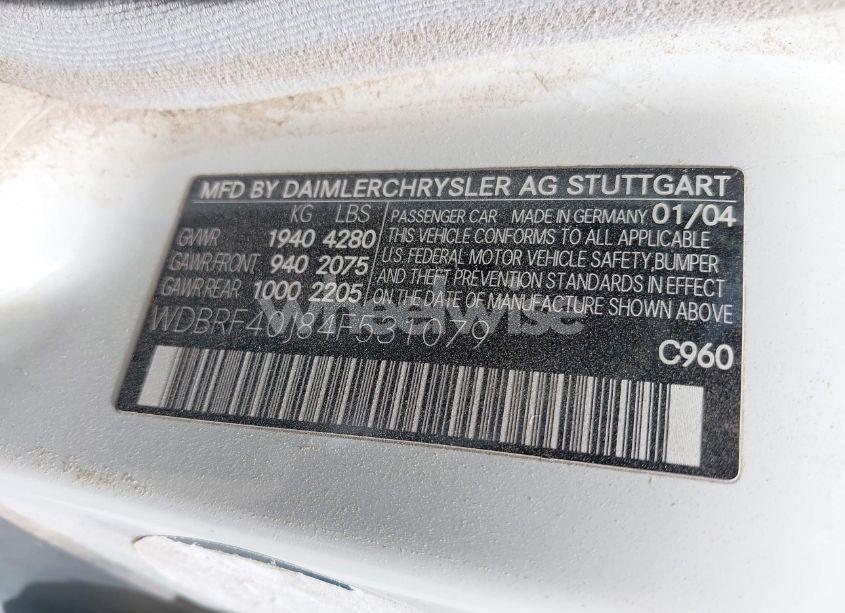 MFD BY DAIMLERCHRYSLER AG STUTTGART
KG LBS
GVWR 1940 4280
GAWR FRONT 940 2075
GAWR REAR 1000 2205
PASSENGER CAR MADE IN GERMANY 01/04
THIS VEHICLE CONFORMS TO ALL APPLICABLE
U.S. FEDERAL MOTOR VEHICLE SAFETY, BUMPER
AND THEFT PREVENTION STANDARDS IN EFFECT
ON THE DATE OF MANUFACTURE SHOWN ABOVE
WDBRF40J84F531079
C960
Wheelwise